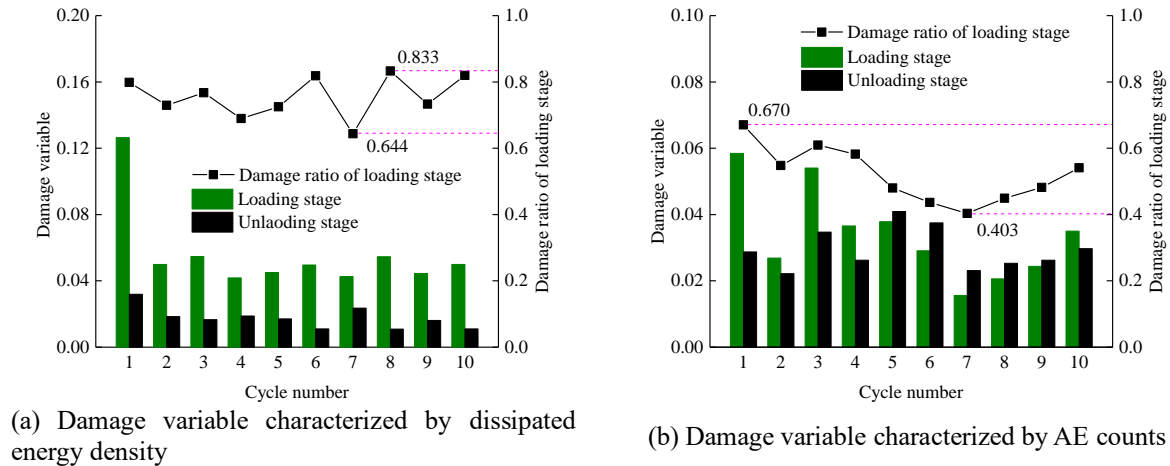 0.20
0.16
0.12
0.08
0.04
0.00
Damage variable
1.0
0.8
0.6
0.4
0.2
0.0
Damage ratio of loading stage
0.833
0.644
Damage ratio of loading stage
Loading stage
Unlaoding stage
1 2 3 4 5 6 7 8 9 10
Cycle number
(a) Damage variable characterized by dissipated
energy density
0.10
0.08
0.06
0.04
0.02
0.00
Damage variable
1.0
0.8
0.6
0.4
0.2
0.0
Damage ratio of loading stage
Damage ratio of loading stage
Loading stage
Unloading stage
0.670
0.403
1 2 3 4 5 6 7 8 9 10
Cycle number
(b) Damage variable characterized by AE counts